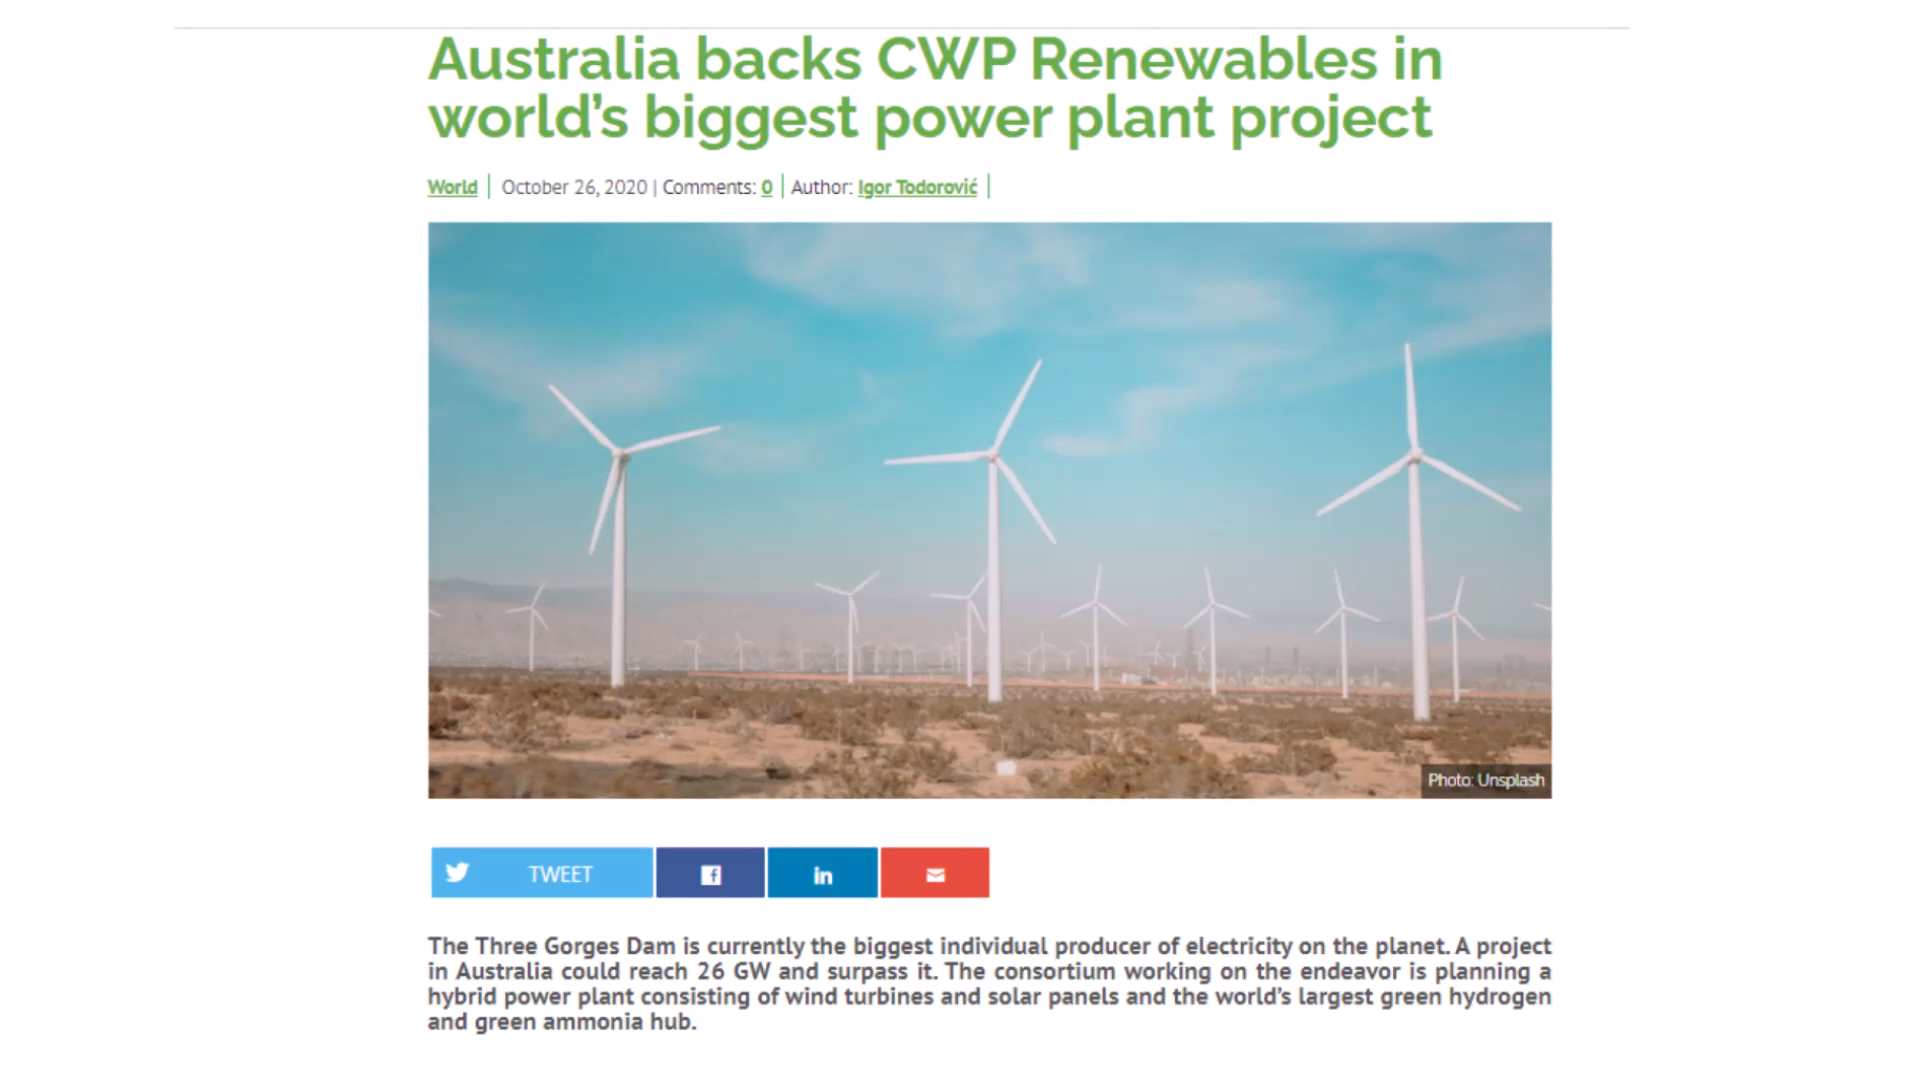 Australia backs CWP Renewables in
world's biggest power plant project
World | October 26, 2020 | Comments: 0 | Author: Igor Todorović |
Photo: Unsplash
TWEET
in
The Three Gorges Dam is currently the biggest individual producer of electricity on the planet. A project
in Australia could reach 26 GW and surpass it. The consortium working on the endeavor is planning a
hybrid power plant consisting of wind turbines and solar panels and the world's largest green hydrogen
and green ammonia hub.